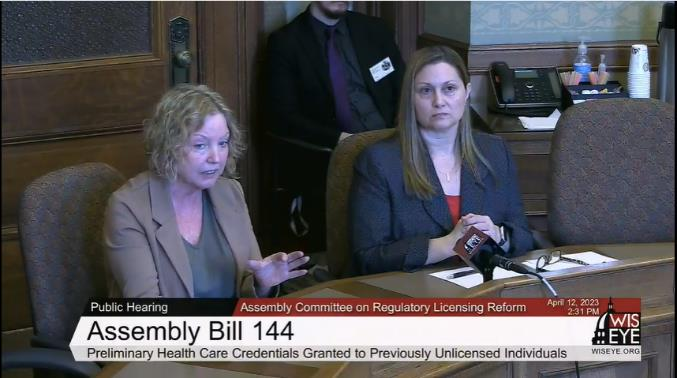 Public Hearing
Assembly Committee on Regulatory Licensing Reform
April 12, 2023
2:31 PM
Assembly Bill 144
Preliminary Health Care Credentials Granted to Previously Unlicensed Individuals
WIS
EYE
WISEYE.ORG